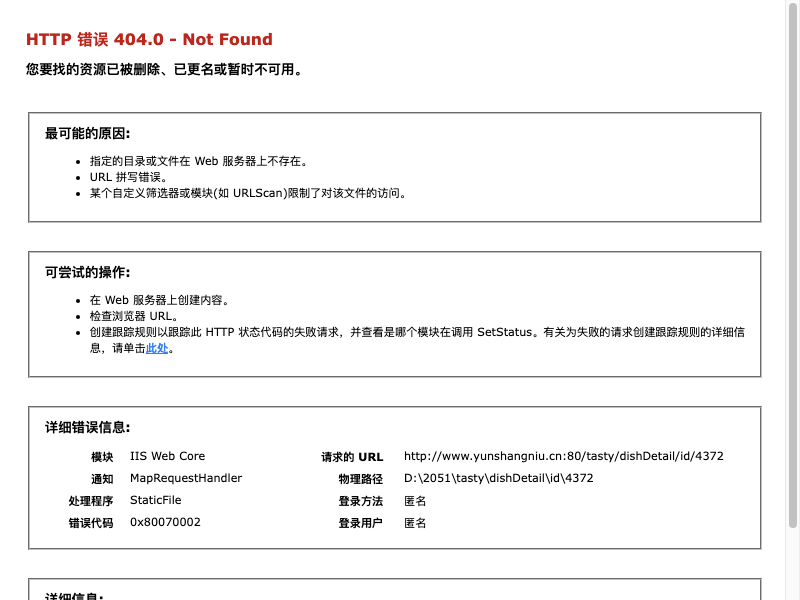 HTTP 错误 404.0 - Not Found
您要找的资源已被删除、已更名或暂时不可用。
最可能的原因:
指定的目录或文件在 Web 服务器上不存在。
URL 拼写错误。
某个自定义筛选器或模块(如 URLScan)限制了对该文件的访问。
可尝试的操作:
在 Web 服务器上创建内容。
检查浏览器 URL。
创建跟踪规则以跟踪此 HTTP 状态代码的失败请求，并查看是哪个模块在调用 SetStatus。有关为失败的请求创建跟踪规则的详细信
息，请单击此处。
详细错误信息:
模块 IIS Web Core 请求的 URL http://www.yunshangniu.cn:80/tasty/dishDetail/id/4372
通知 MapRequestHandler 物理路径 D:\2051\tasty\dishDetail\id\4372
处理程序 StaticFile 登录方法 匿名
错误代码 0x80070002 登录用户 匿名
详细信息: